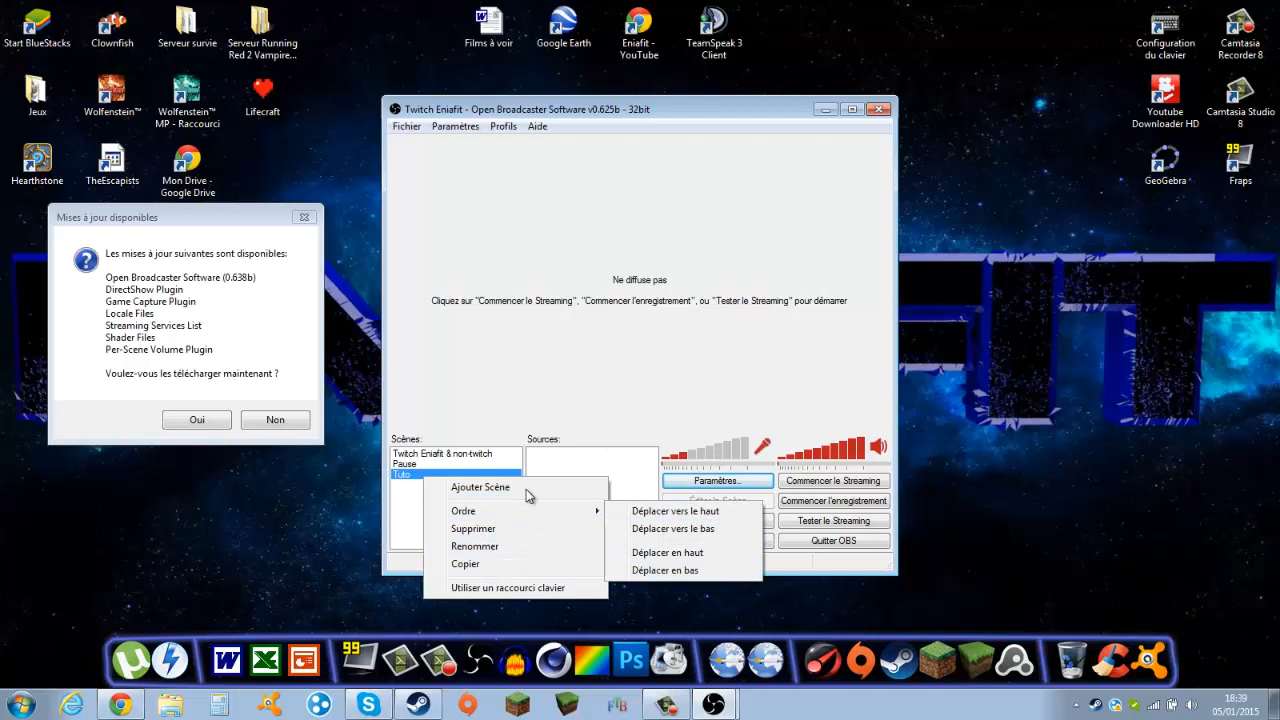 Start BlueStacks
Clownfish
Serveur survie
Serveur Running
Red 2 Vampire...
Films à voir
Google Earth
Eniafit -
YouTube
TeamSpeak 3
Client
Configuration
du clavier
Camtasia
Recorder 8
Jeux
Wolfenstein™
Wolfenstein™
MP - Raccourci
Lifecraft
Youtube
Downloader HD
Camtasia Studio
8
Hearthstone
TheEscapists
Mon Drive -
Google Drive
GeoGebra
99
Fraps
Twitch Eniafit - Open Broadcaster Software v0.625b - 32bit
Fichier Paramètres Profils Aide
Ne diffuse pas
Cliquez sur "Commencer le Streaming", "Commencer l'enregistrement", ou "Tester le Streaming" pour démarrer
Mises à jour disponibles
Les mises à jour suivantes sont disponibles:
Open Broadcaster Software (0.638b)
DirectShow Plugin
Game Capture Plugin
Locale Files
Streaming Services List
Shader Files
Per-Scene Volume Plugin
Voulez-vous les télécharger maintenant ?
Oui Non
Scènes: Sources:
Twitch Eniafit & non-twitch
Pause
Tuto
Paramètres...
Commencer le Streaming
Commencer l'enregistrement
Tester le Streaming
Quitter OBS
Ajouter Scène
Ordre
Supprimer
Renommer
Copier
Utiliser un raccourci clavier
Déplacer vers le haut
Déplacer vers le bas
Déplacer en haut
Déplacer en bas
99
Ps
18:39
05/01/2015